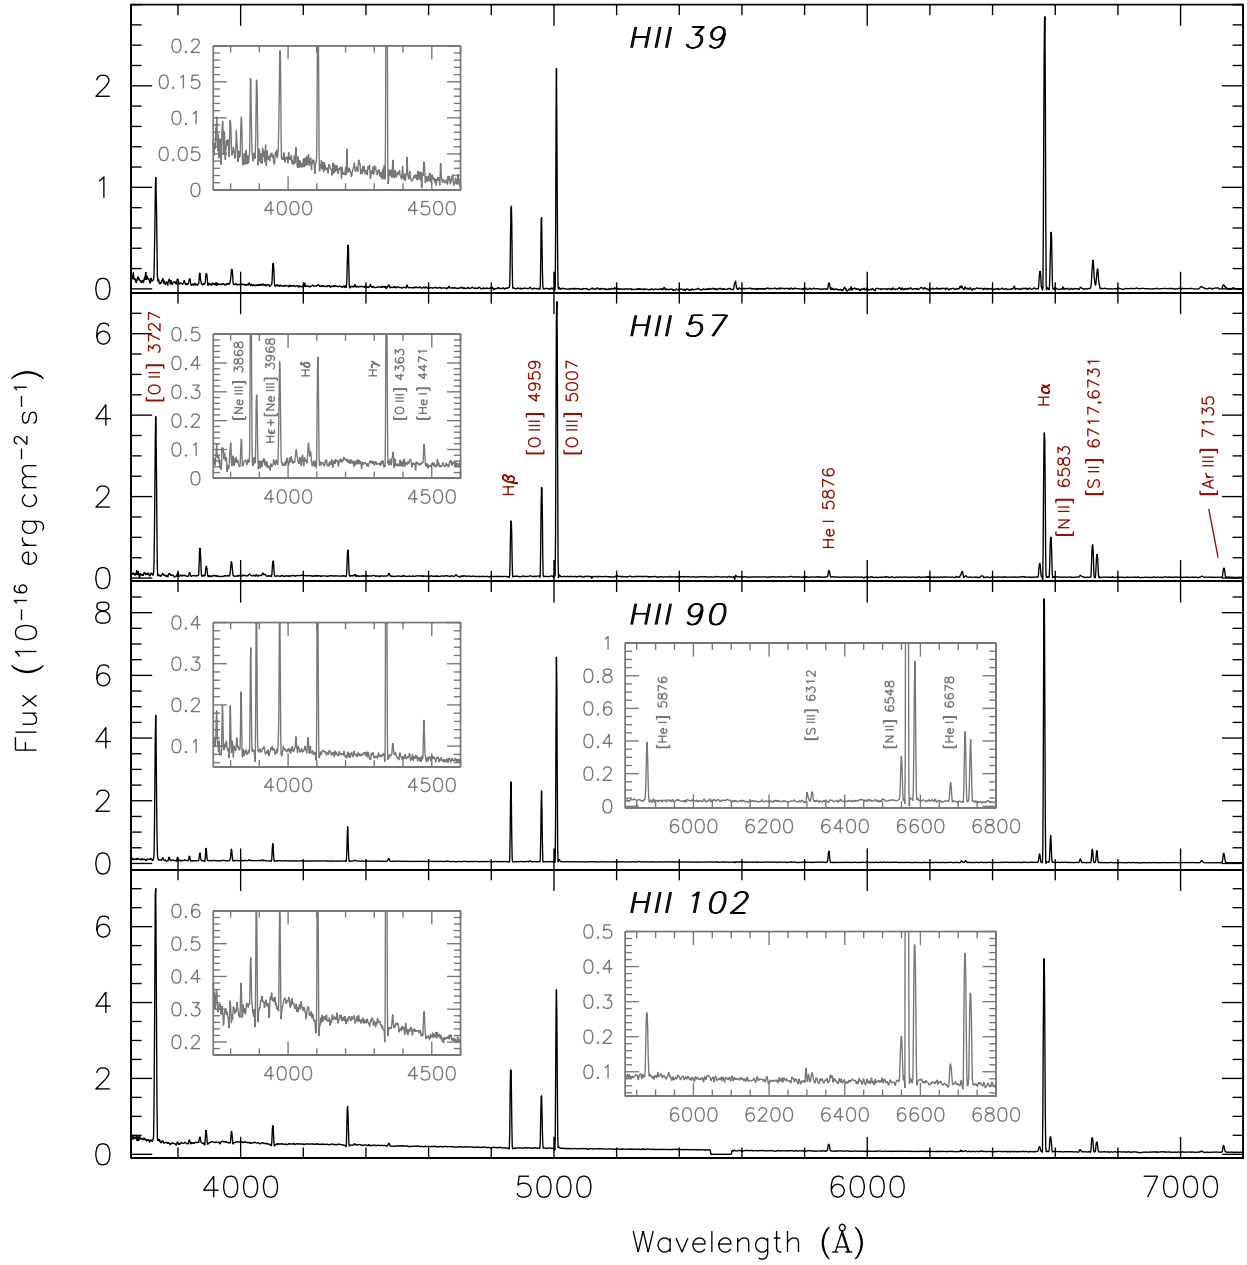 HII 39
0.2
0.15
0.1
0.05
0
4000
4500
2
1
0
HII 57
[O II] 3727
[Ne III] 3868
Hε+[Ne III] 3968
Hδ
Hγ
[O III] 4363
[He I] 4471
0.5
0.4
0.3
0.2
0.1
0
4000
4500
Hβ
[O III] 4959
[O III] 5007
He I 5876
Hα
[N II] 6583
[S II] 6717,6731
[Ar III] 7135
6
4
2
0
HII 90
0.4
0.3
0.2
0.1
4000
4500
[He I] 5876
[S III] 6312
[N II] 6548
[He I] 6678
1
0.8
0.6
0.4
0.2
0
6000
6200
6400
6600
6800
8
6
4
2
0
HII 102
0.6
0.5
0.4
0.3
0.2
4000
4500
0.5
0.4
0.3
0.2
0.1
6000
6200
6400
6600
6800
6
4
2
0
4000
5000
6000
7000
Wavelength (Å)
Flux (10−16 erg cm−2 s−1)